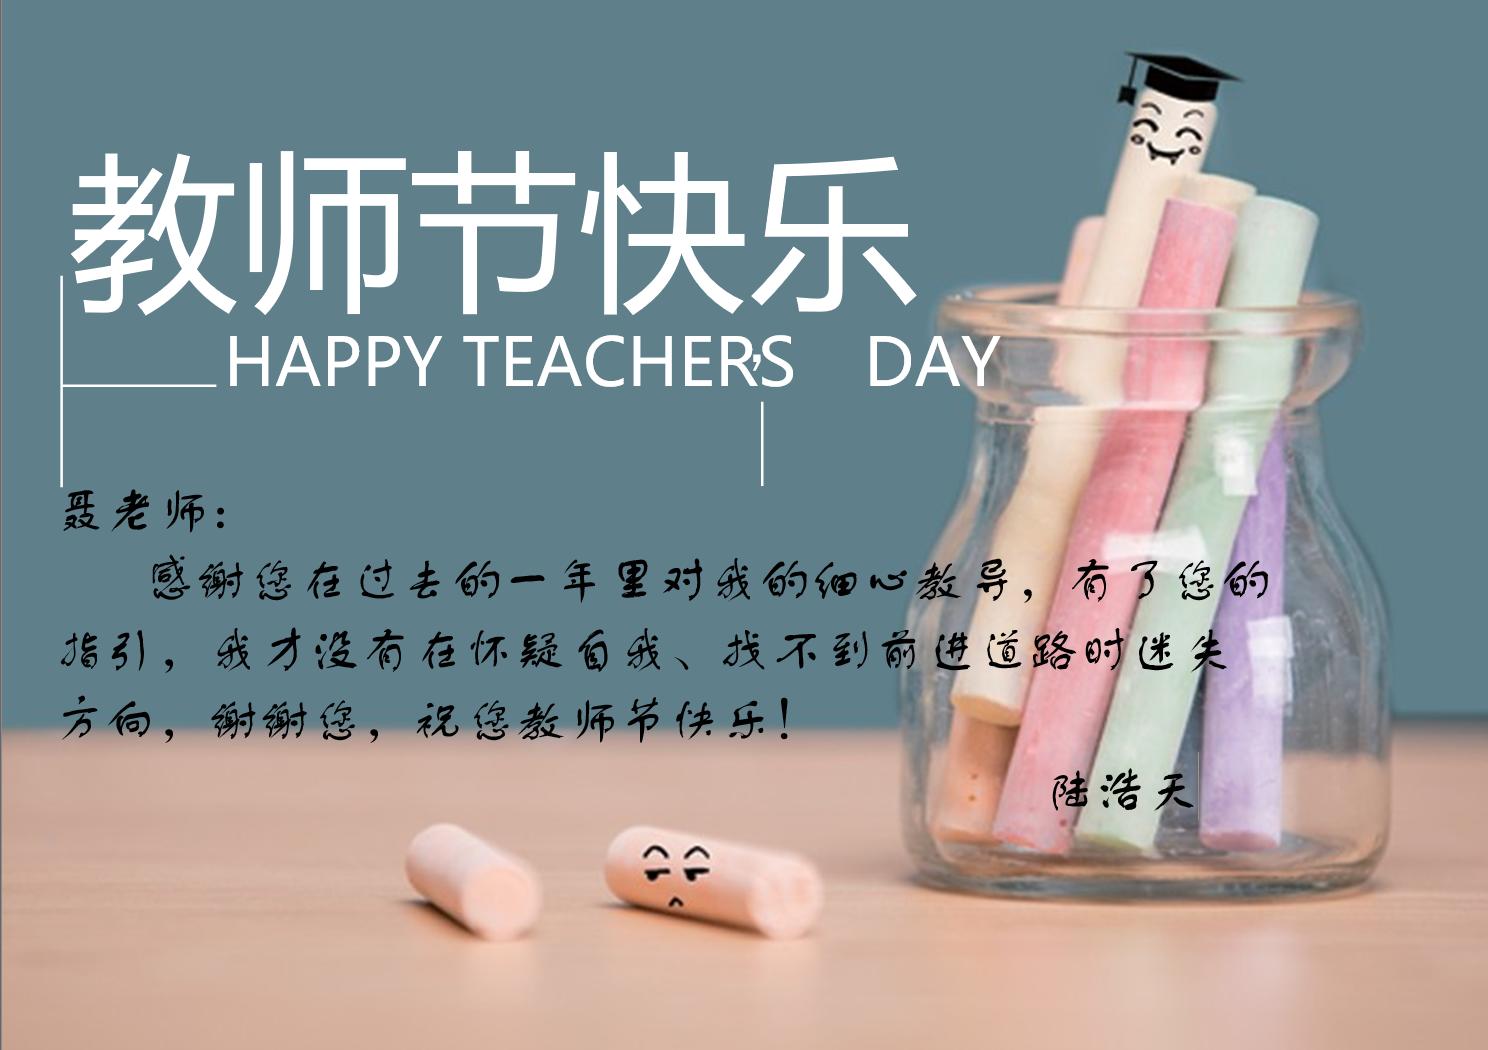 教师节快乐
HAPPY TEACHERS' DAY
聂老师：
感谢您在过去的一年里对我的细心教导，有了您的
指引，我才没有在怀疑自我、找不到前进道路时迷失
方向，谢谢您，祝您教师节快乐！
陆浩天